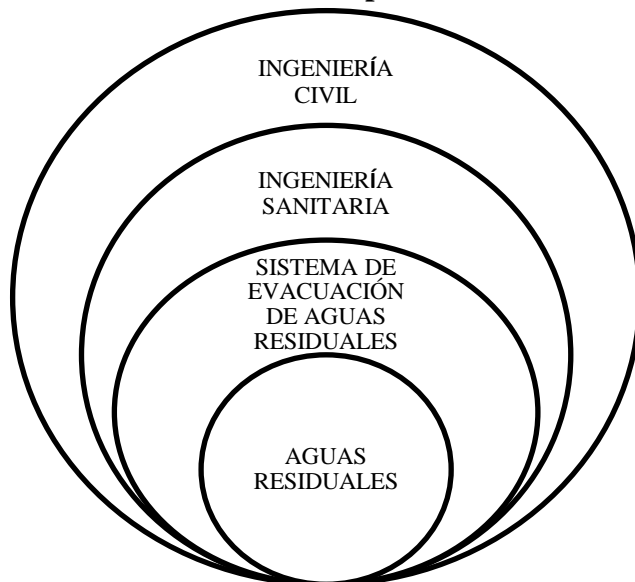 INGENIERÍA
CIVIL
INGENIERÍA
SANITARIA
SISTEMA DE
EVACUACIÓN
DE AGUAS
RESIDUALES
AGUAS
RESIDUALES